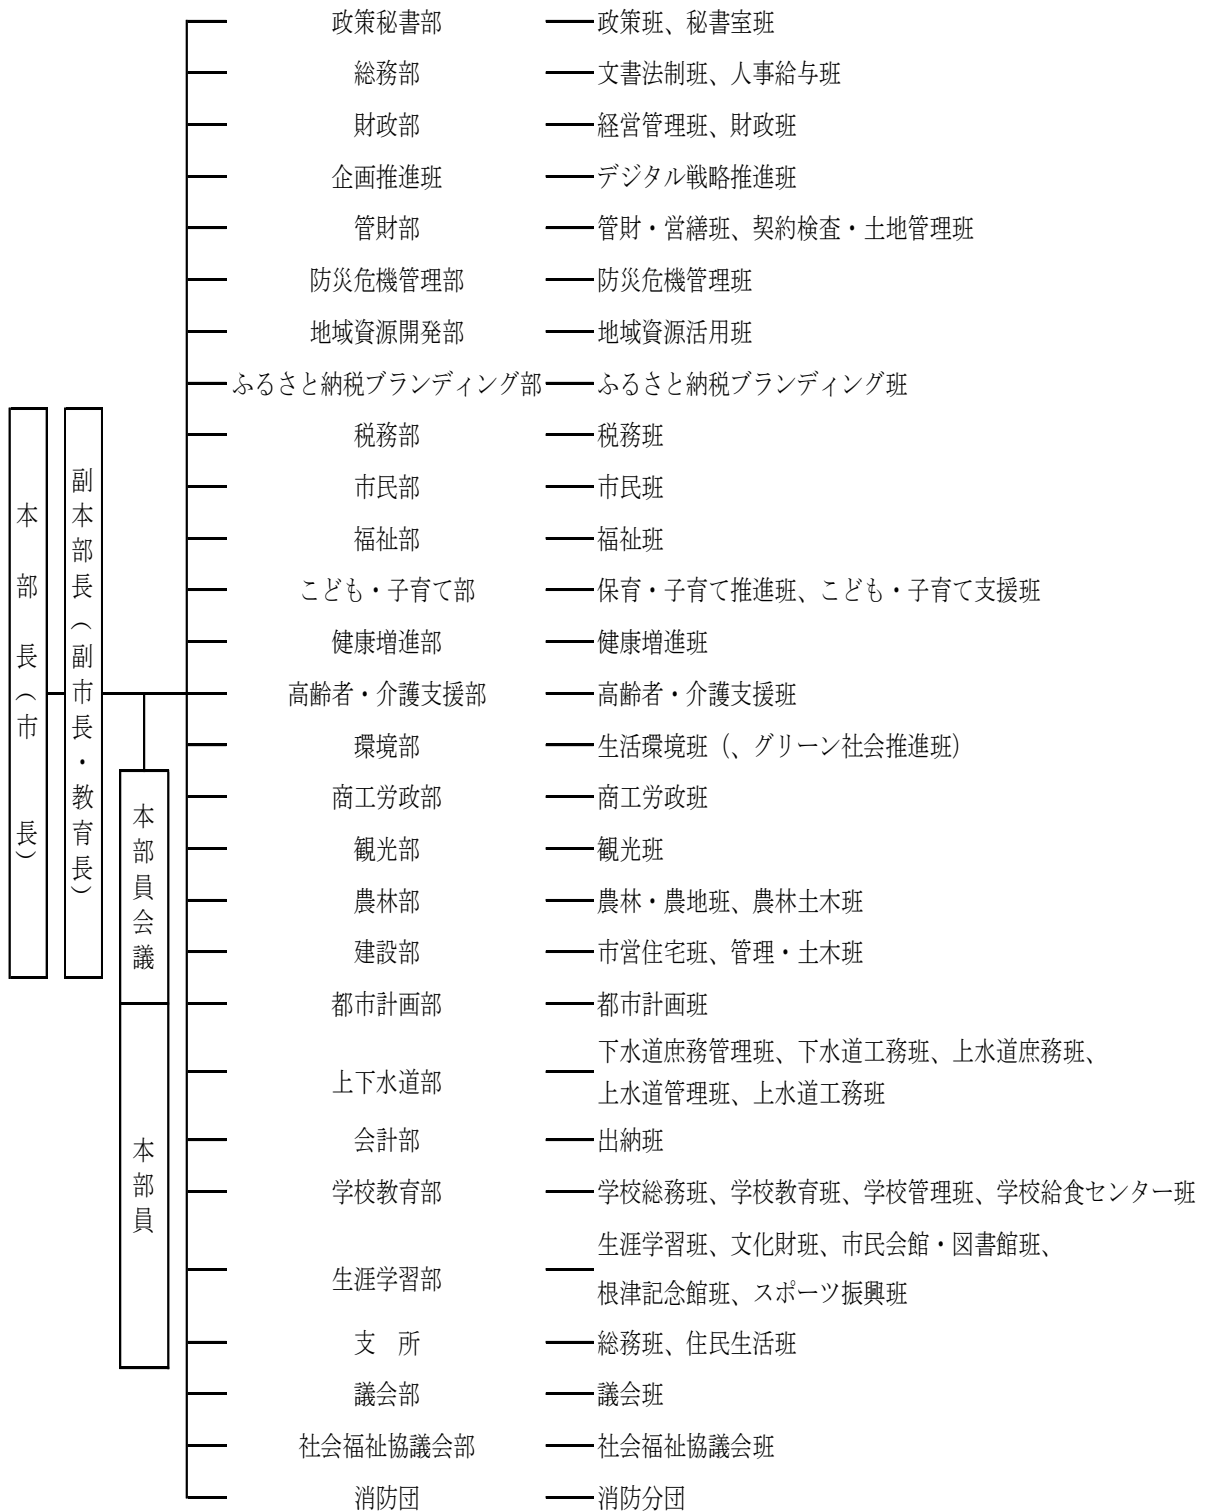 本部長（市長）
副本部長（副市長・教育長）
本部員会議
本部員
政策秘書部 政策班、秘書室班
総務部 文書法制班、人事給与班
財政部 経営管理班、財政班
企画推進班 デジタル戦略推進班
管財部 管財・営繕班、契約検査・土地管理班
防災危機管理部 防災危機管理班
地域資源開発部 地域資源活用班
ふるさと納税ブランディング部 ふるさと納税ブランディング班
税務部 税務班
市民部 市民班
福祉部 福祉班
こども・子育て部 保育・子育て推進班、こども・子育て支援班
健康増進部 健康増進班
高齢者・介護支援部 高齢者・介護支援班
環境部 生活環境班（、グリーン社会推進班）
商工労政部 商工労政班
観光部 観光班
農林部 農林・農地班、農林土木班
建設部 市営住宅班、管理・土木班
都市計画部 都市計画班
上下水道部 下水道庶務管理班、下水道工務班、上水道庶務班、
上水道管理班、上水道工務班
会計部 出納班
学校教育部 学校総務班、学校教育班、学校管理班、学校給食センター班
生涯学習部 生涯学習班、文化財班、市民会館・図書館班、
根津記念館班、スポーツ振興班
支　所 総務班、住民生活班
議会部 議会班
社会福祉協議会部 社会福祉協議会班
消防団 消防分団